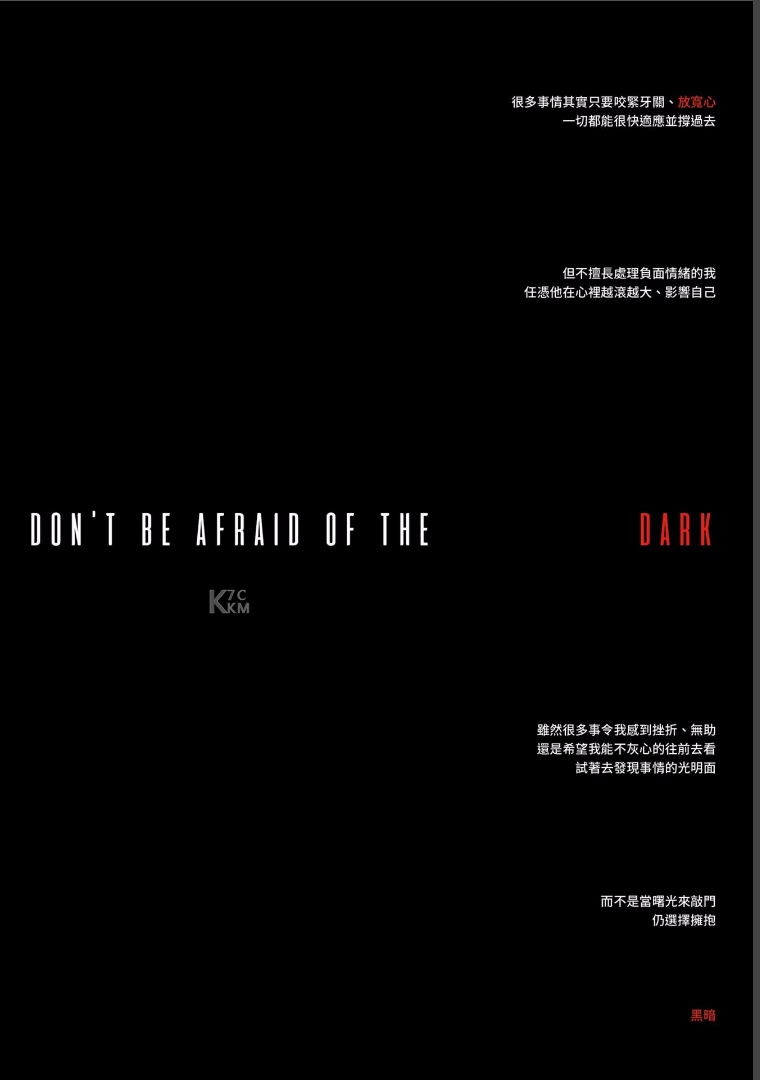 很多事情其實只要咬緊牙關、放寬心
一切都能很快適應並撐過去
但不擅長處理負面情緒的我
任憑他在心裡越滾越大、影響自己
DON'T BE AFRAID OF THE DARK
K7C
KKM
雖然很多事令我感到挫折、無助
還是希望我能不灰心的往前去看
試著去發現事情的光明面
而不是當曙光來敲門
仍選擇擁抱
黑暗